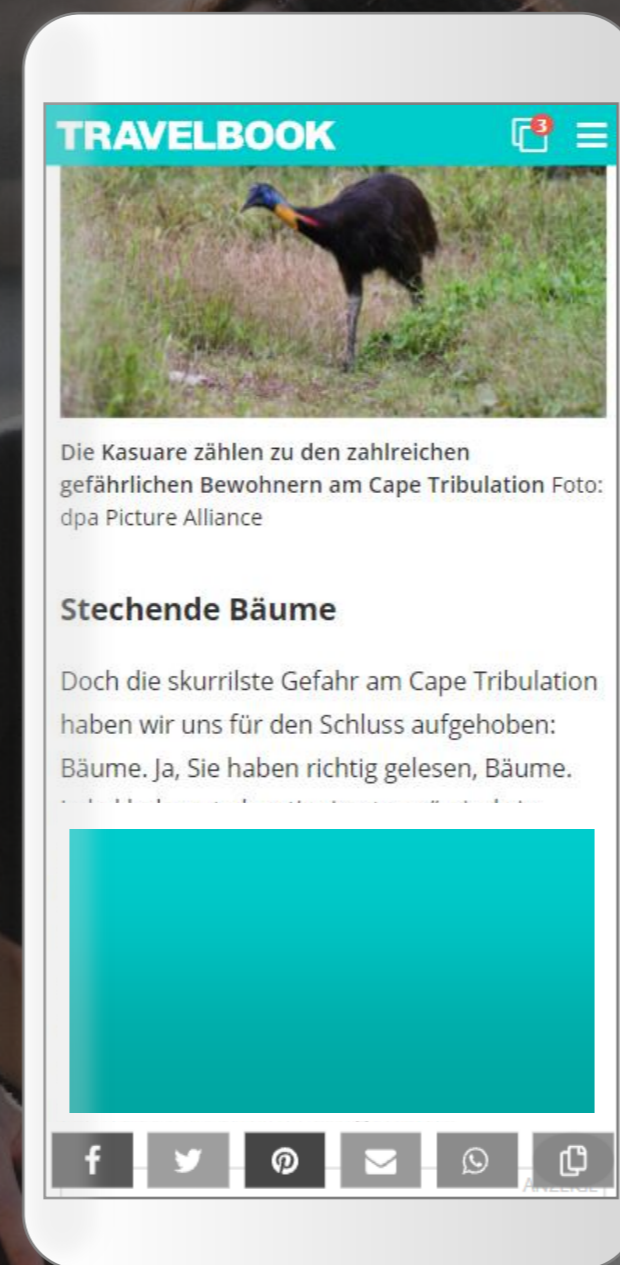 TRAVELBOOK
3
Die Kasuare zählen zu den zahlreichen
gefährlichen Bewohnern am Cape Tribulation Foto:
dpa Picture Alliance
Stechende Bäume
Doch die skurrilste Gefahr am Cape Tribulation
haben wir uns für den Schluss aufgehoben:
Bäume. Ja, Sie haben richtig gelesen, Bäume.
ANZEIGE